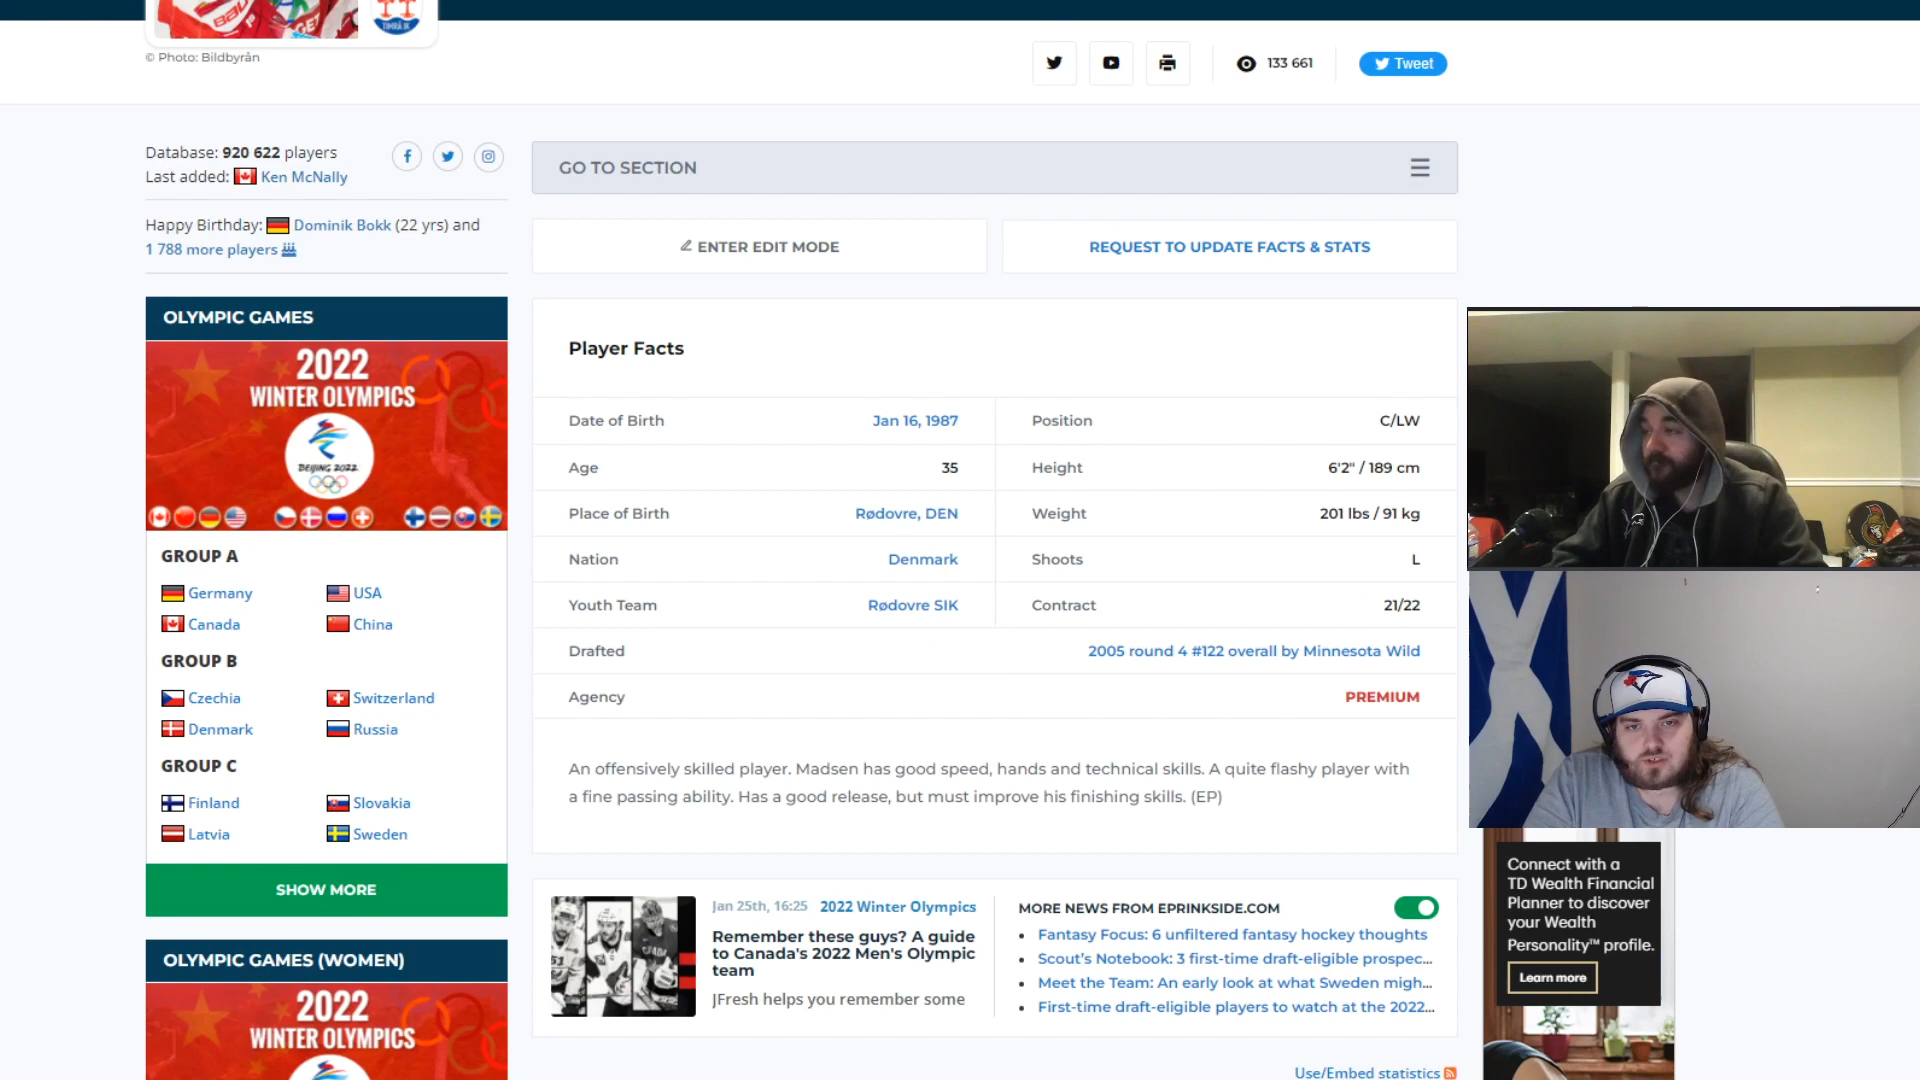 TIMRÅ IK
© Photo: Bildbyrån
133 661
Tweet
Database: 920 622 players
Last added: Ken McNally
Happy Birthday: Dominik Bokk (22 yrs) and
1 788 more players
GO TO SECTION
ENTER EDIT MODE
REQUEST TO UPDATE FACTS & STATS
OLYMPIC GAMES
2022
WINTER OLYMPICS
BEIJING 2022
GROUP A
Germany
USA
Canada
China
GROUP B
Czechia
Switzerland
Denmark
Russia
GROUP C
Finland
Slovakia
Latvia
Sweden
SHOW MORE
OLYMPIC GAMES (WOMEN)
2022
WINTER OLYMPICS
Player Facts
Date of Birth
Jan 16, 1987
Position
C/LW
Age
35
Height
6'2" / 189 cm
Place of Birth
Rødovre, DEN
Weight
201 lbs / 91 kg
Nation
Denmark
Shoots
L
Youth Team
Rødovre SIK
Contract
21/22
Drafted
2005 round 4 #122 overall by Minnesota Wild
Agency
PREMIUM
An offensively skilled player. Madsen has good speed, hands and technical skills. A quite flashy player with
a fine passing ability. Has a good release, but must improve his finishing skills. (EP)
Jan 25th, 16:25 2022 Winter Olympics
Remember these guys? A guide
to Canada's 2022 Men's Olympic
team
JFresh helps you remember some
MORE NEWS FROM EPRINKSIDE.COM
Fantasy Focus: 6 unfiltered fantasy hockey thoughts
Scout's Notebook: 3 first-time draft-eligible prospec...
Meet the Team: An early look at what Sweden migh...
First-time draft-eligible players to watch at the 2022...
Use/Embed statistics
Connect with a
TD Wealth Financial
Planner to discover
your Wealth
Personality™ profile.
Learn more